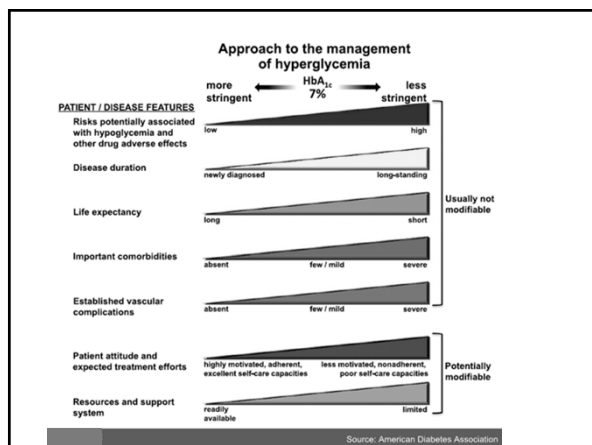 Approach to the management
of hyperglycemia
HbA1c
7%
more
stringent
less
stringent
PATIENT / DISEASE FEATURES
Risks potentially associated
with hypoglycemia and
other drug adverse effects
low
high
Disease duration
newly diagnosed
long-standing
Life expectancy
long
short
Important comorbidities
absent
few / mild
severe
Established vascular
complications
absent
few / mild
severe
Usually not
modifiable
Patient attitude and
expected treatment efforts
highly motivated, adherent,
excellent self-care capacities
less motivated, nonadherent,
poor self-care capacities
Resources and support
system
readily
available
limited
Potentially
modifiable
Source: American Diabetes Association